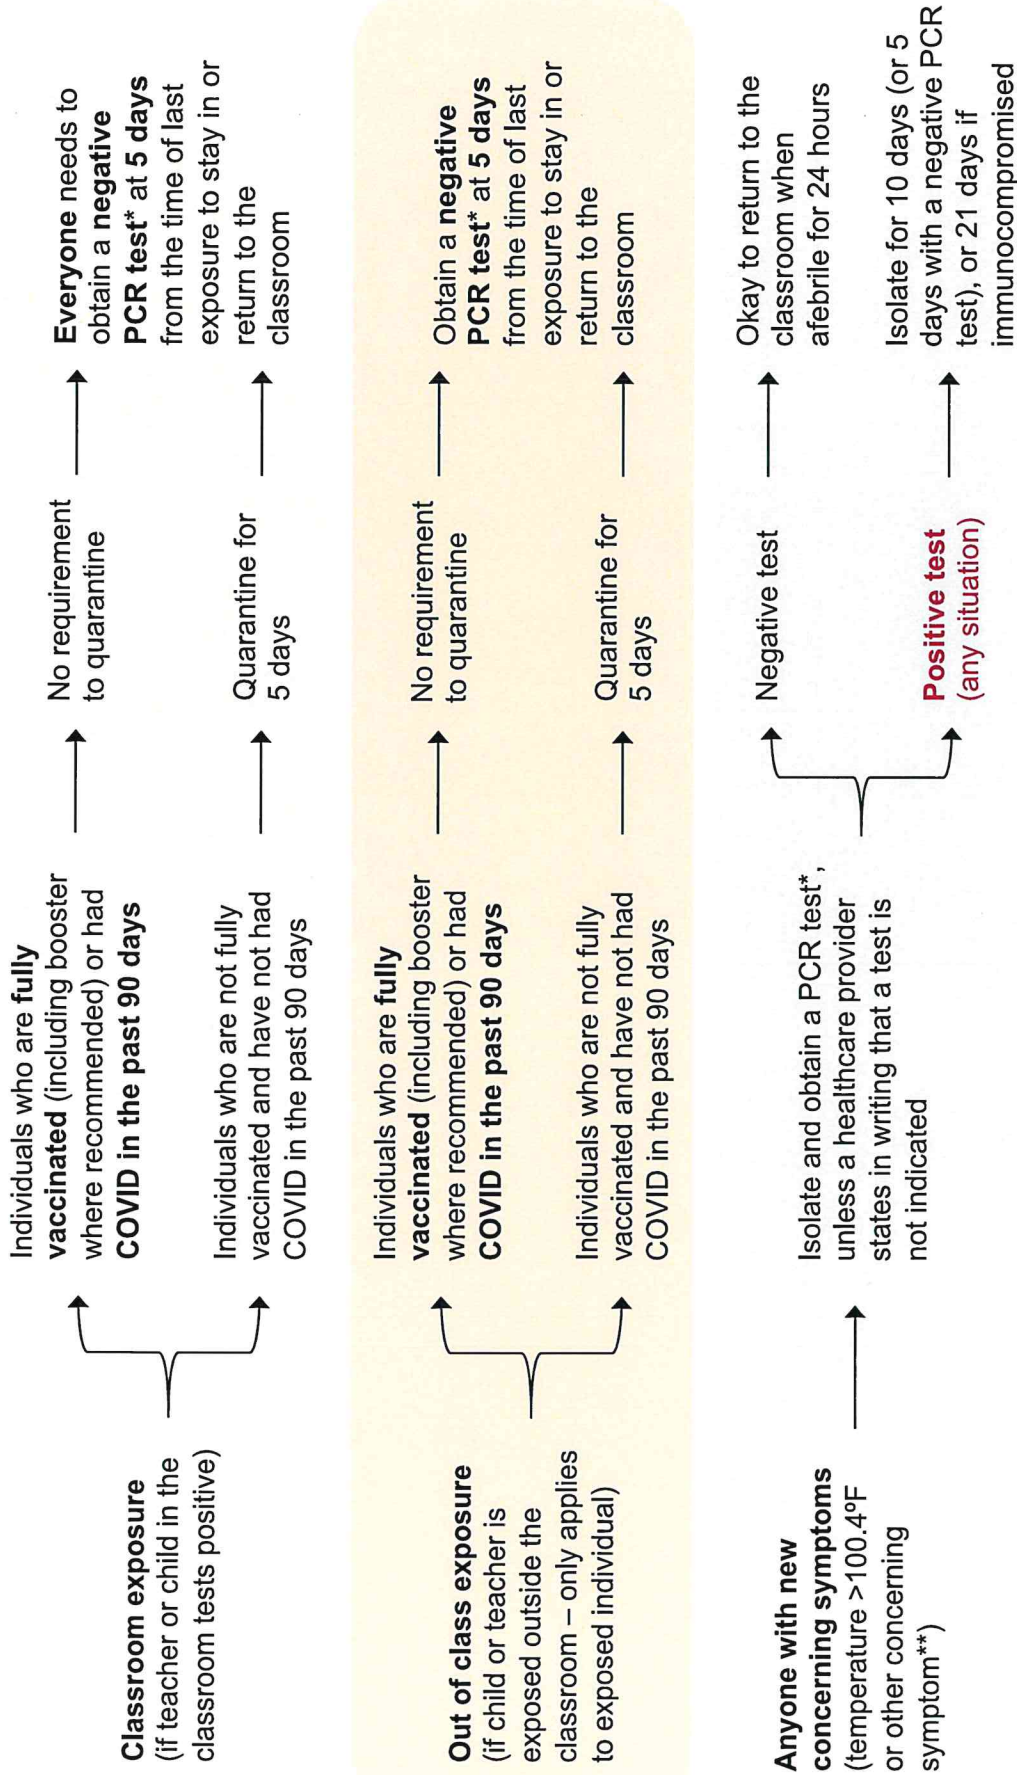 Classroom exposure
(if teacher or child in the
classroom tests positive)
Individuals who are fully
vaccinated (including booster
where recommended) or had
COVID in the past 90 days
No requirement
to quarantine
Individuals who are not fully
vaccinated and have not had
COVID in the past 90 days
Quarantine for
5 days
Everyone needs to
obtain a negative
PCR test* at 5 days
from the time of last
exposure to stay in or
return to the
classroom
Out of class exposure
(if child or teacher is
exposed outside the
classroom – only applies
to exposed individual)
Individuals who are fully
vaccinated (including booster
where recommended) or had
COVID in the past 90 days
No requirement
to quarantine
Individuals who are not fully
vaccinated and have not had
COVID in the past 90 days
Quarantine for
5 days
Obtain a negative
PCR test* at 5 days
from the time of last
exposure to stay in or
return to the
classroom
Anyone with new
concerning symptoms
(temperature >100.4ºF
or other concerning
symptom**)
Isolate and obtain a PCR test*,
unless a healthcare provider
states in writing that a test is
not indicated
Negative test
Okay to return to the
classroom when
afebrile for 24 hours
Positive test
(any situation)
Isolate for 10 days (or 5
days with a negative PCR
test), or 21 days if
immunocompromised